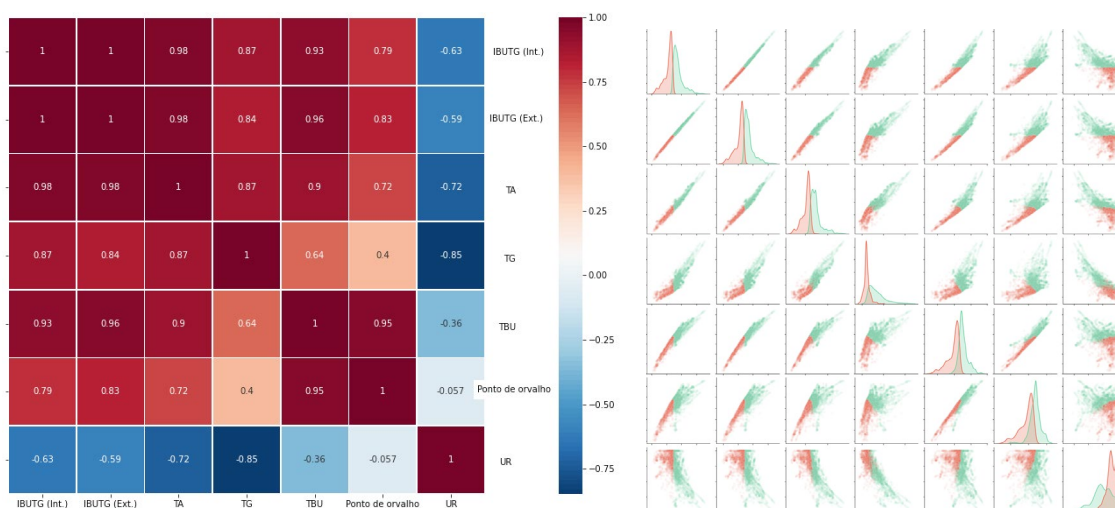 1.00
1 1 0.98 0.87 0.93 0.79 -0.63 IBUTG (Int.)
0.75
1 1 0.98 0.84 0.96 0.83 -0.59 IBUTG (Ext.)
0.50
0.98 0.98 1 0.87 0.9 0.72 -0.72 TA
0.25
0.87 0.84 0.87 1 0.64 0.4 -0.85 TG
0.00
0.93 0.96 0.9 0.64 1 0.95 -0.36 TBU
-0.25
0.79 0.83 0.72 0.4 0.95 1 -0.057 Ponto de orvalho
-0.50
-0.63 -0.59 -0.72 -0.85 -0.36 -0.057 1 UR
-0.75
IBUTG (Int.) IBUTG (Ext.) TA TG TBU Ponto de orvalho UR